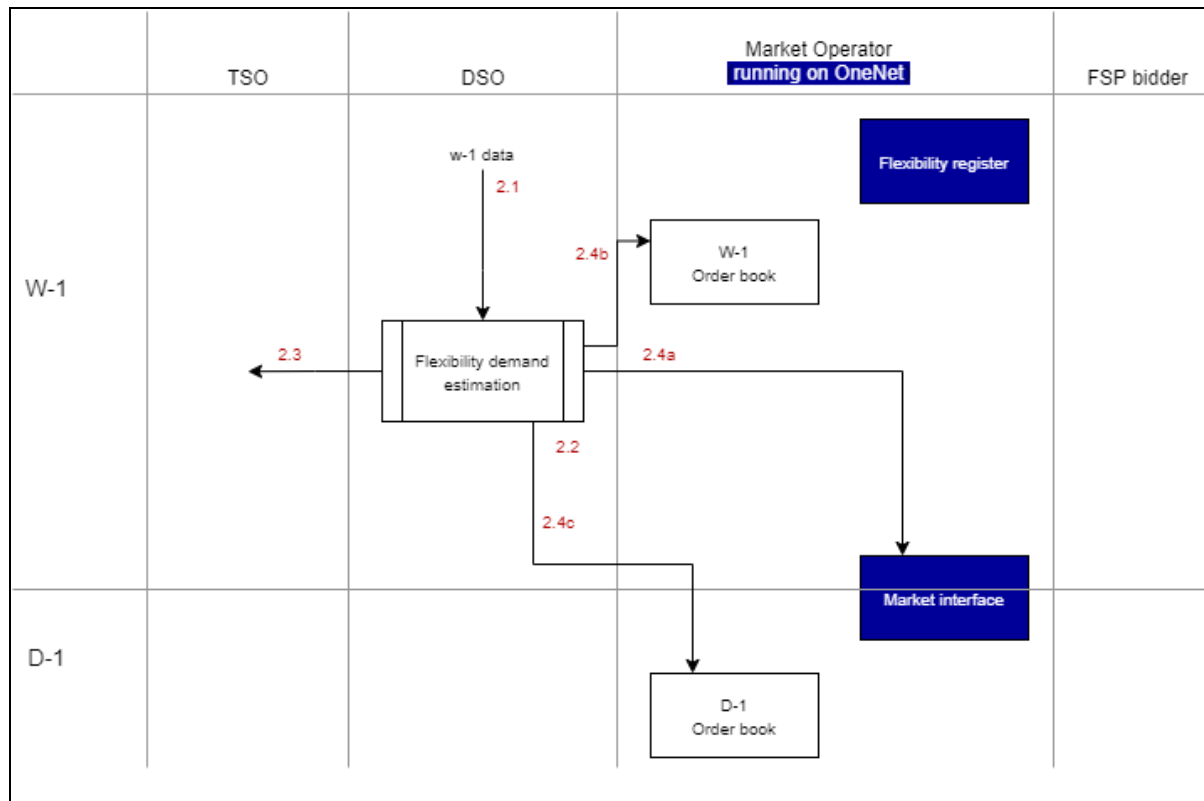 TSO
DSO
Market Operator
running on OneNet
FSP bidder
w-1 data
2.1
Flexibility register
2.4b
W-1
Order book
W-1
2.3
Flexibility demand
estimation
2.4a
2.2
2.4c
Market interface
D-1
D-1
Order book